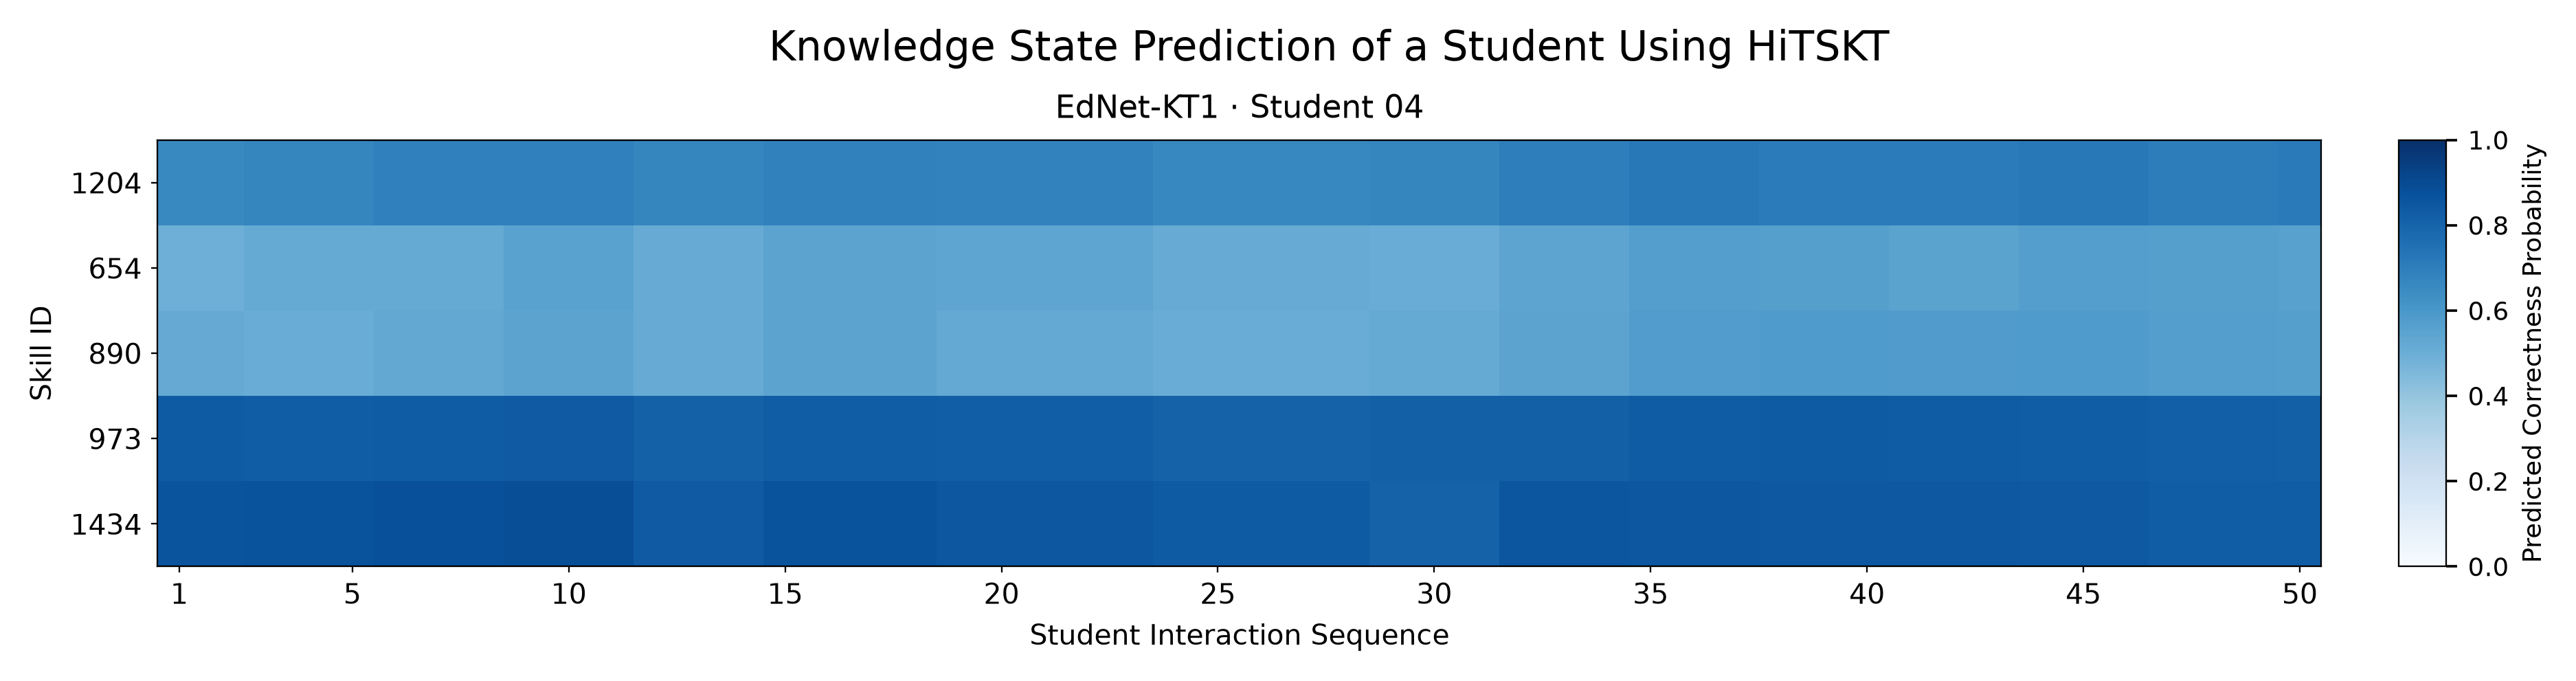 Knowledge State Prediction of a Student Using HiTSKT
EdNet-KT1 · Student 04
Skill ID
1204
654
890
973
1434
1 5 10 15 20 25 30 35 40 45 50
Student Interaction Sequence
1.0
0.8
0.6
0.4
0.2
0.0
Predicted Correctness Probability